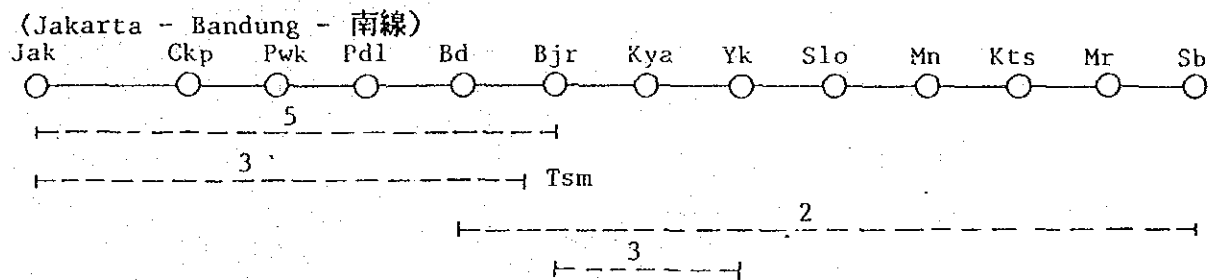 (Jakarta - Bandung - 南線)
Jak Ckp Pwk Pdl Bd Bjr Kya Yk Slo Mn Kts Mr Sb
5
3 Tsm
2
3